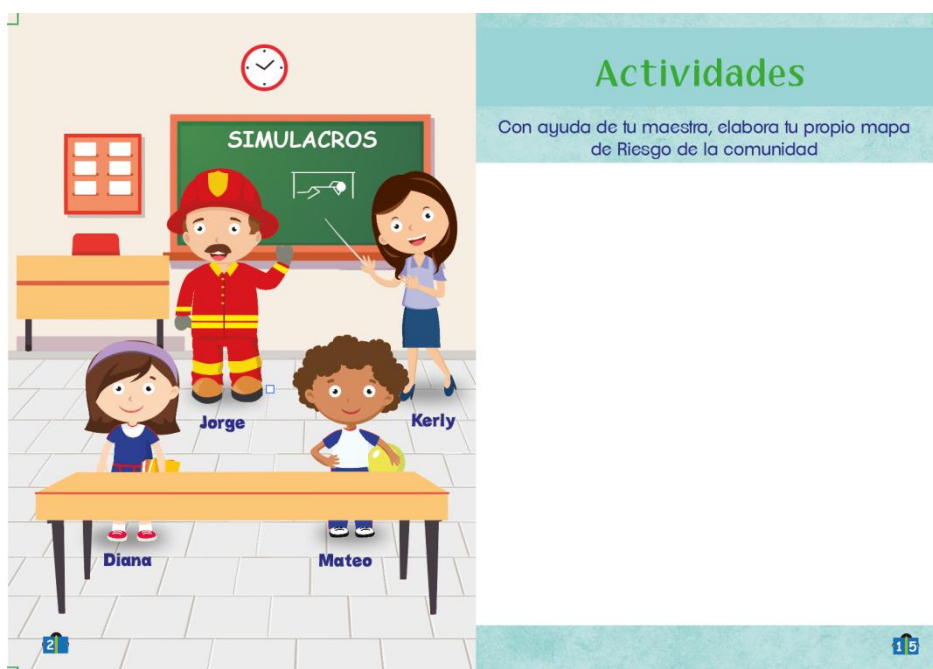 SIMULACROS
Jorge
Kerly
Diana
Mateo
2
Actividades
Con ayuda de tu maestra, elabora tu propio mapa
de Riesgo de la comunidad
15